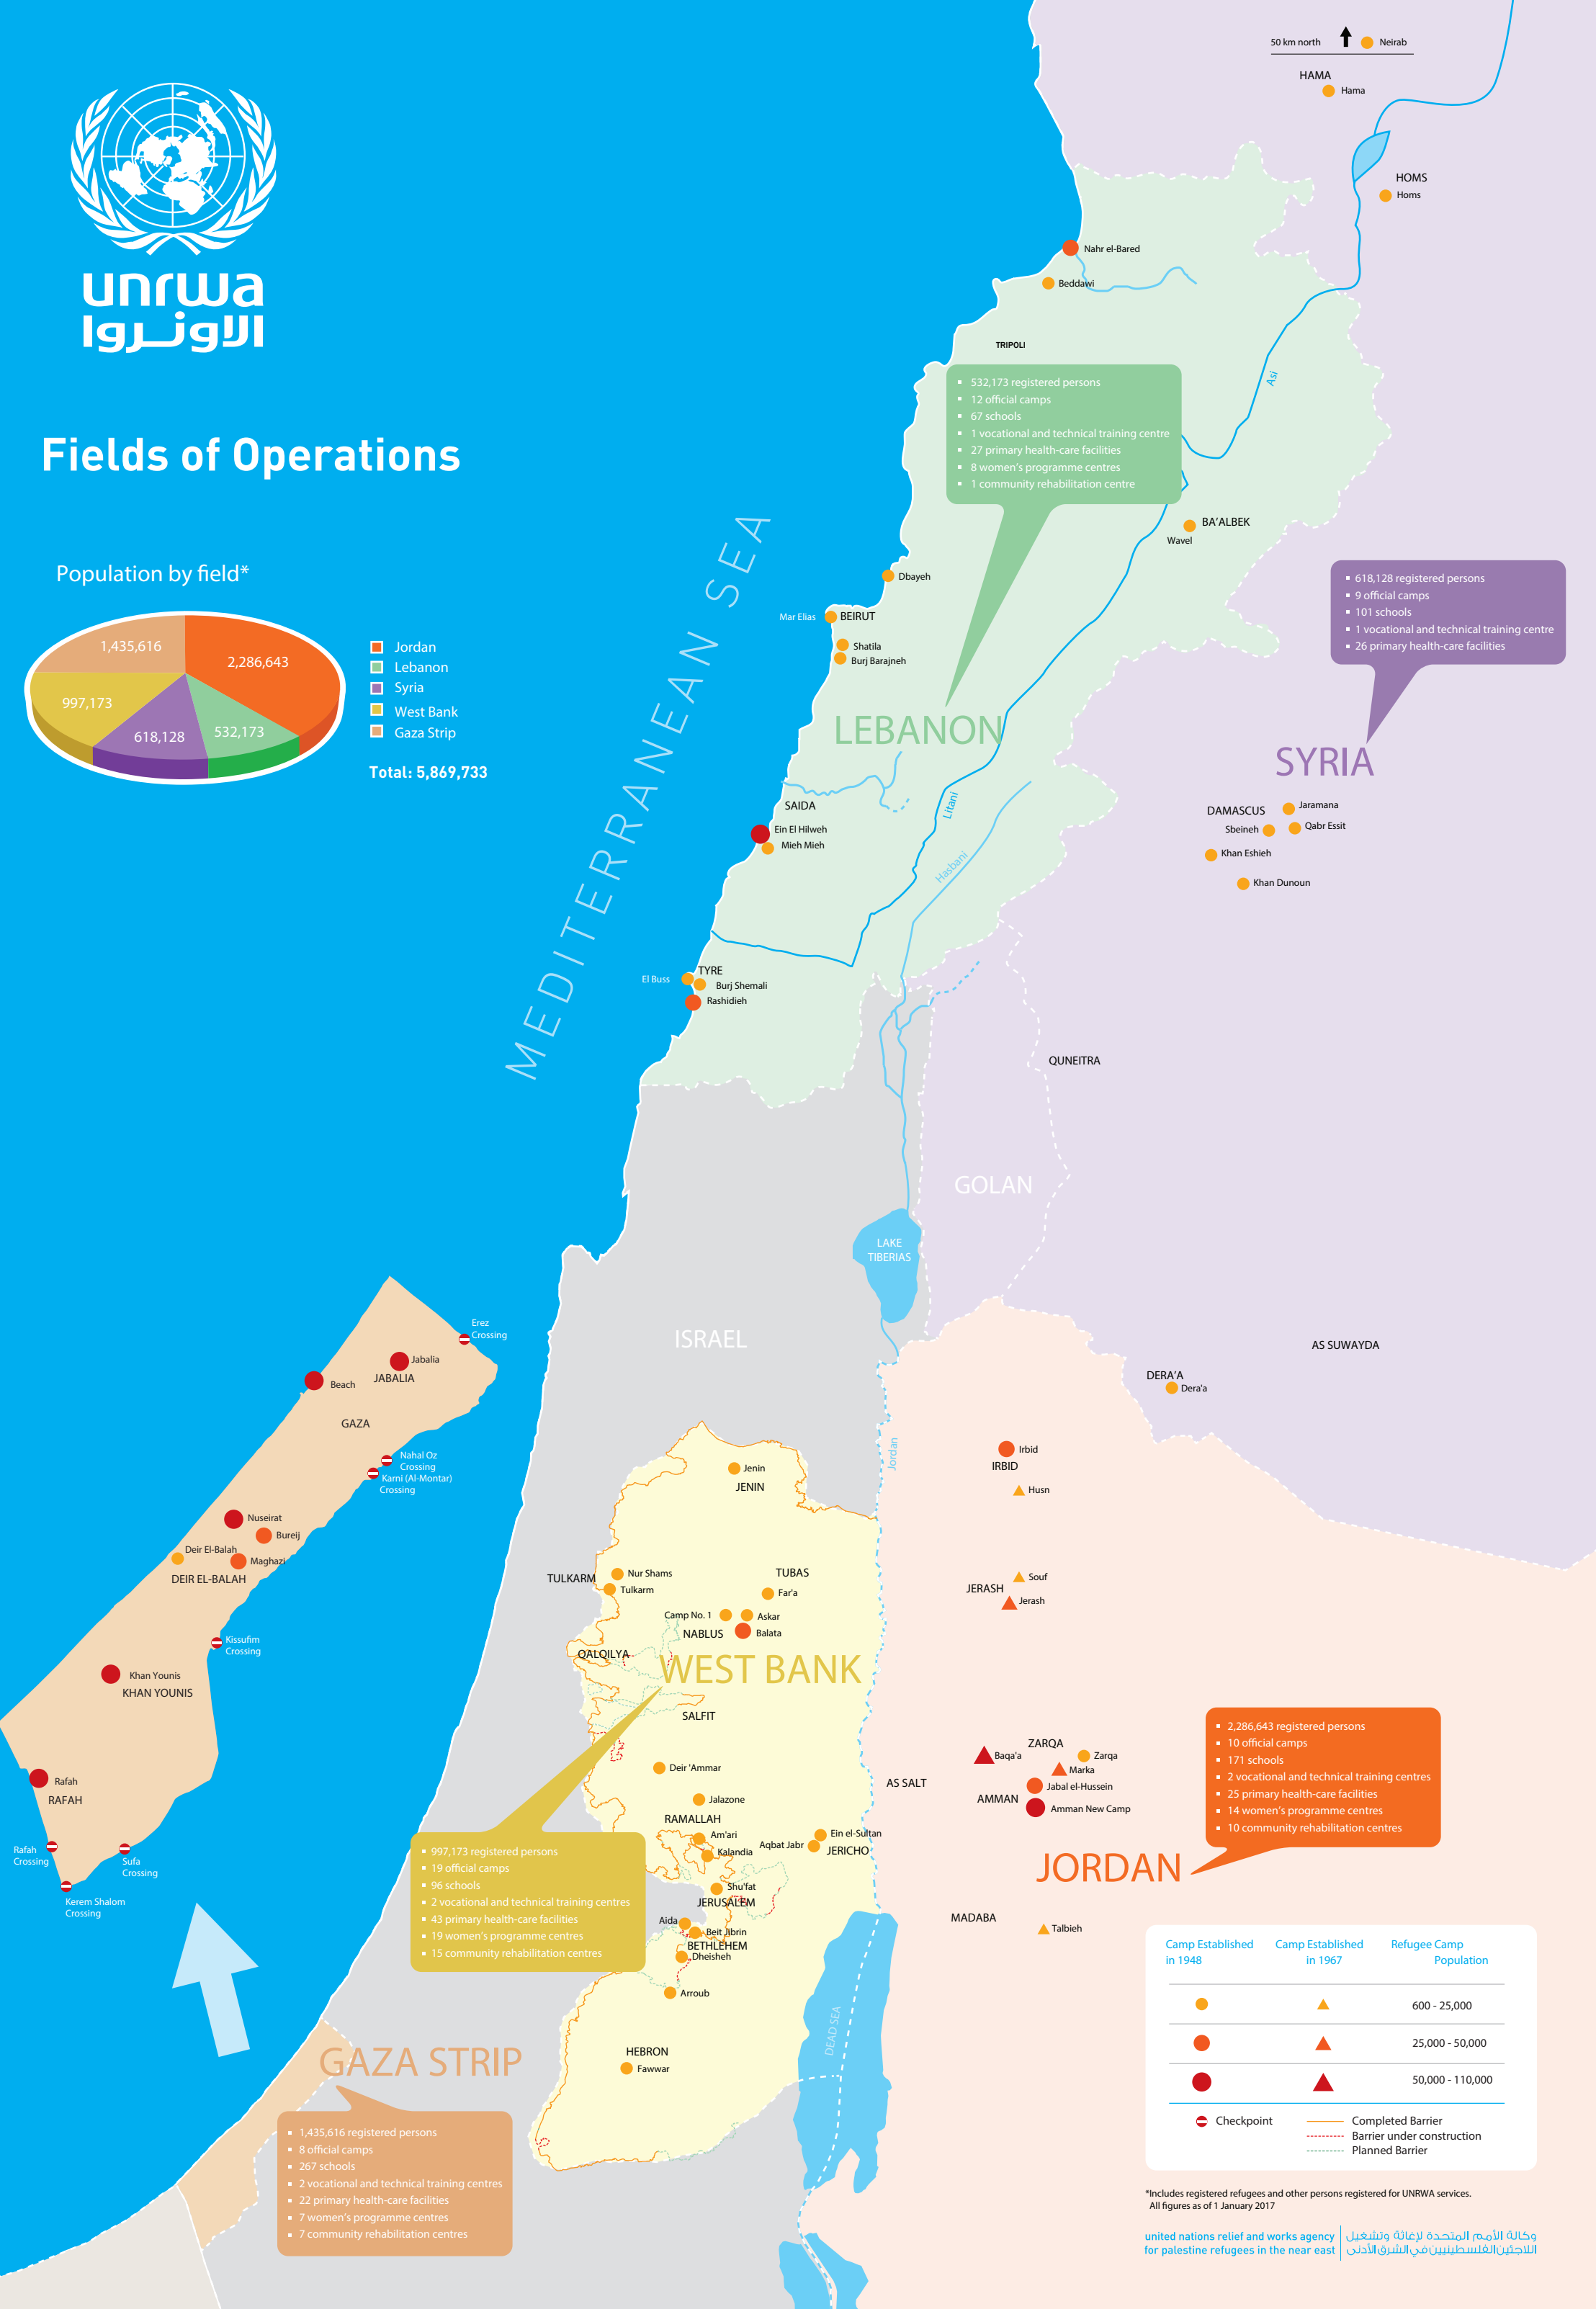 unrwa
الاونروا
Fields of Operations
Population by field*
1,435,616
2,286,643
997,173
618,128
532,173
Jordan
Lebanon
Syria
West Bank
Gaza Strip
Total: 5,869,733
MEDITERRANEAN SEA
50 km north
Neirab
HAMA
Hama
HOMS
Homs
Nahr el-Bared
Beddawi
TRIPOLI
Asi
532,173 registered persons
12 official camps
67 schools
1 vocational and technical training centre
27 primary health-care facilities
8 women's programme centres
1 community rehabilitation centre
BA'ALBEK
Wavel
Dbayeh
Mar Elias
BEIRUT
Shatila
Burj Barajneh
LEBANON
618,128 registered persons
9 official camps
101 schools
1 vocational and technical training centre
26 primary health-care facilities
SYRIA
SAIDA
Ein El Hilweh
Mieh Mieh
Litani
Hasbani
DAMASCUS
Jaramana
Sbeineh
Qabr Essit
Khan Eshieh
Khan Dunoun
El Buss
TYRE
Burj Shemali
Rashidieh
QUNEITRA
GOLAN
LAKE
TIBERIAS
ISRAEL
AS SUWAYDA
DERA'A
Dera'a
Erez
Crossing
Jabalia
JABALIA
Beach
GAZA
Nahal Oz
Crossing
Karni (Al-Montar)
Crossing
Nuseirat
Bureij
Deir El-Balah
Maghazi
DEIR EL-BALAH
Kissufim
Crossing
Khan Younis
KHAN YOUNIS
Rafah
RAFAH
Rafah
Crossing
Sufa
Crossing
Kerem Shalom
Crossing
Jordan
Irbid
IRBID
Husn
Souf
JERASH
Jerash
Jenin
JENIN
TULKARM
Nur Shams
Tulkarm
TUBAS
Far'a
Camp No. 1
Askar
NABLUS
Balata
QALQILYA
WEST BANK
SALFIT
Deir 'Ammar
Jalazone
RAMALLAH
Am'ari
Kalandia
Ein el-Sultan
Aqbat Jabr
JERICHO
Shu'fat
JERUSALEM
Aida
Beit Jibrin
BETHLEHEM
Dheisheh
Arroub
HEBRON
Fawwar
DEAD SEA
997,173 registered persons
19 official camps
96 schools
2 vocational and technical training centres
43 primary health-care facilities
19 women's programme centres
15 community rehabilitation centres
ZARQA
Baqa'a
Zarqa
Marka
AS SALT
Jabal el-Hussein
AMMAN
Amman New Camp
JORDAN
MADABA
Talbieh
2,286,643 registered persons
10 official camps
171 schools
2 vocational and technical training centres
25 primary health-care facilities
14 women's programme centres
10 community rehabilitation centres
GAZA STRIP
1,435,616 registered persons
8 official camps
267 schools
2 vocational and technical training centres
22 primary health-care facilities
7 women's programme centres
7 community rehabilitation centres
Camp Established
in 1948
Camp Established
in 1967
Refugee Camp
Population
600 - 25,000
25,000 - 50,000
50,000 - 110,000
Checkpoint
Completed Barrier
Barrier under construction
Planned Barrier
*Includes registered refugees and other persons registered for UNRWA services.
All figures as of 1 January 2017
united nations relief and works agency
for palestine refugees in the near east
وكالة الأمم المتحدة لإغاثة وتشغيل
اللاجئين الفلسطينيين في الشرق الأدنى